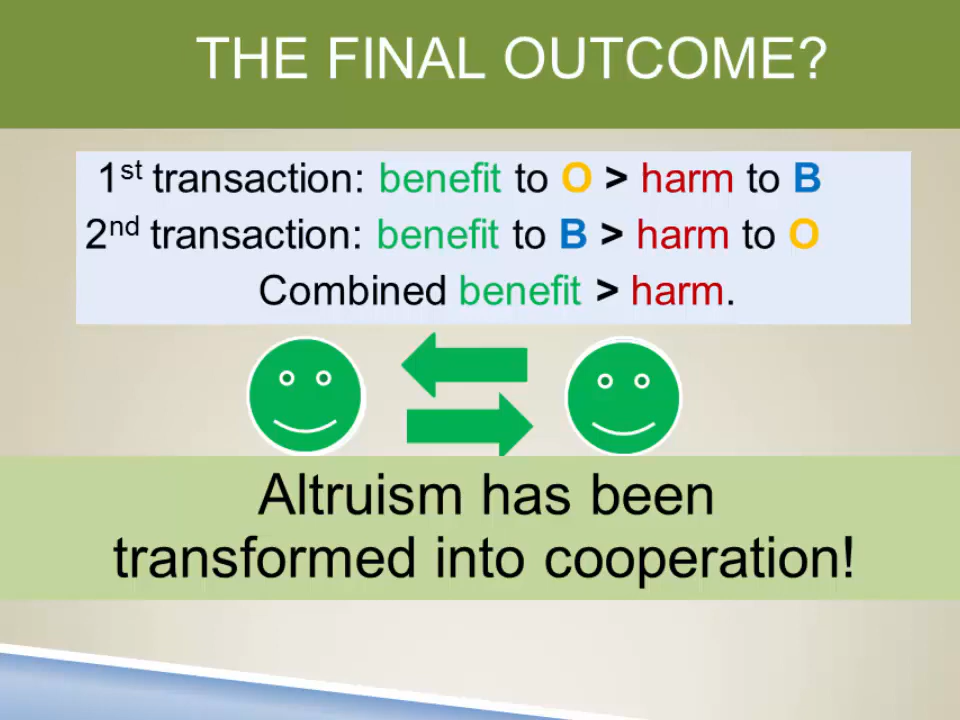 THE FINAL OUTCOME?
1st transaction: benefit to O > harm to B
2nd transaction: benefit to B > harm to O
Combined benefit > harm.
Altruism has been
transformed into cooperation!